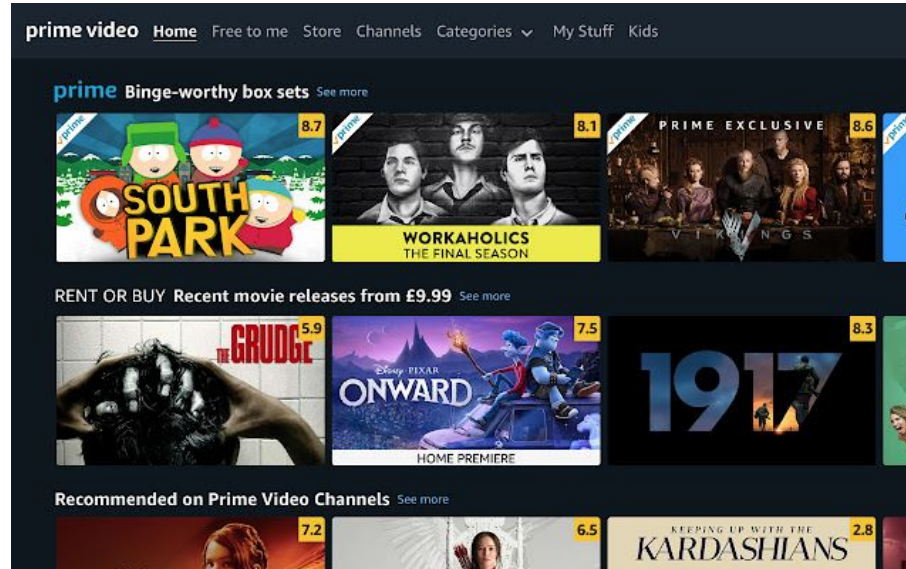 prime video Home Free to me Store Channels Categories My Stuff Kids
prime Binge-worthy box sets See more
prime
8.7
SOUTH
PARK
prime
8.1
WORKAHOLICS
THE FINAL SEASON
prime
PRIME EXCLUSIVE
8.6
VIKINGS
prime
RENT OR BUY Recent movie releases from £9.99 See more
5.9
THE GRUDGE
7.5
Disney PIXAR
ONWARD
HOME PREMIERE
8.3
1917
Recommended on Prime Video Channels See more
7.2
6.5
KEEPING UP WITH THE
2.8
KARDASHIANS